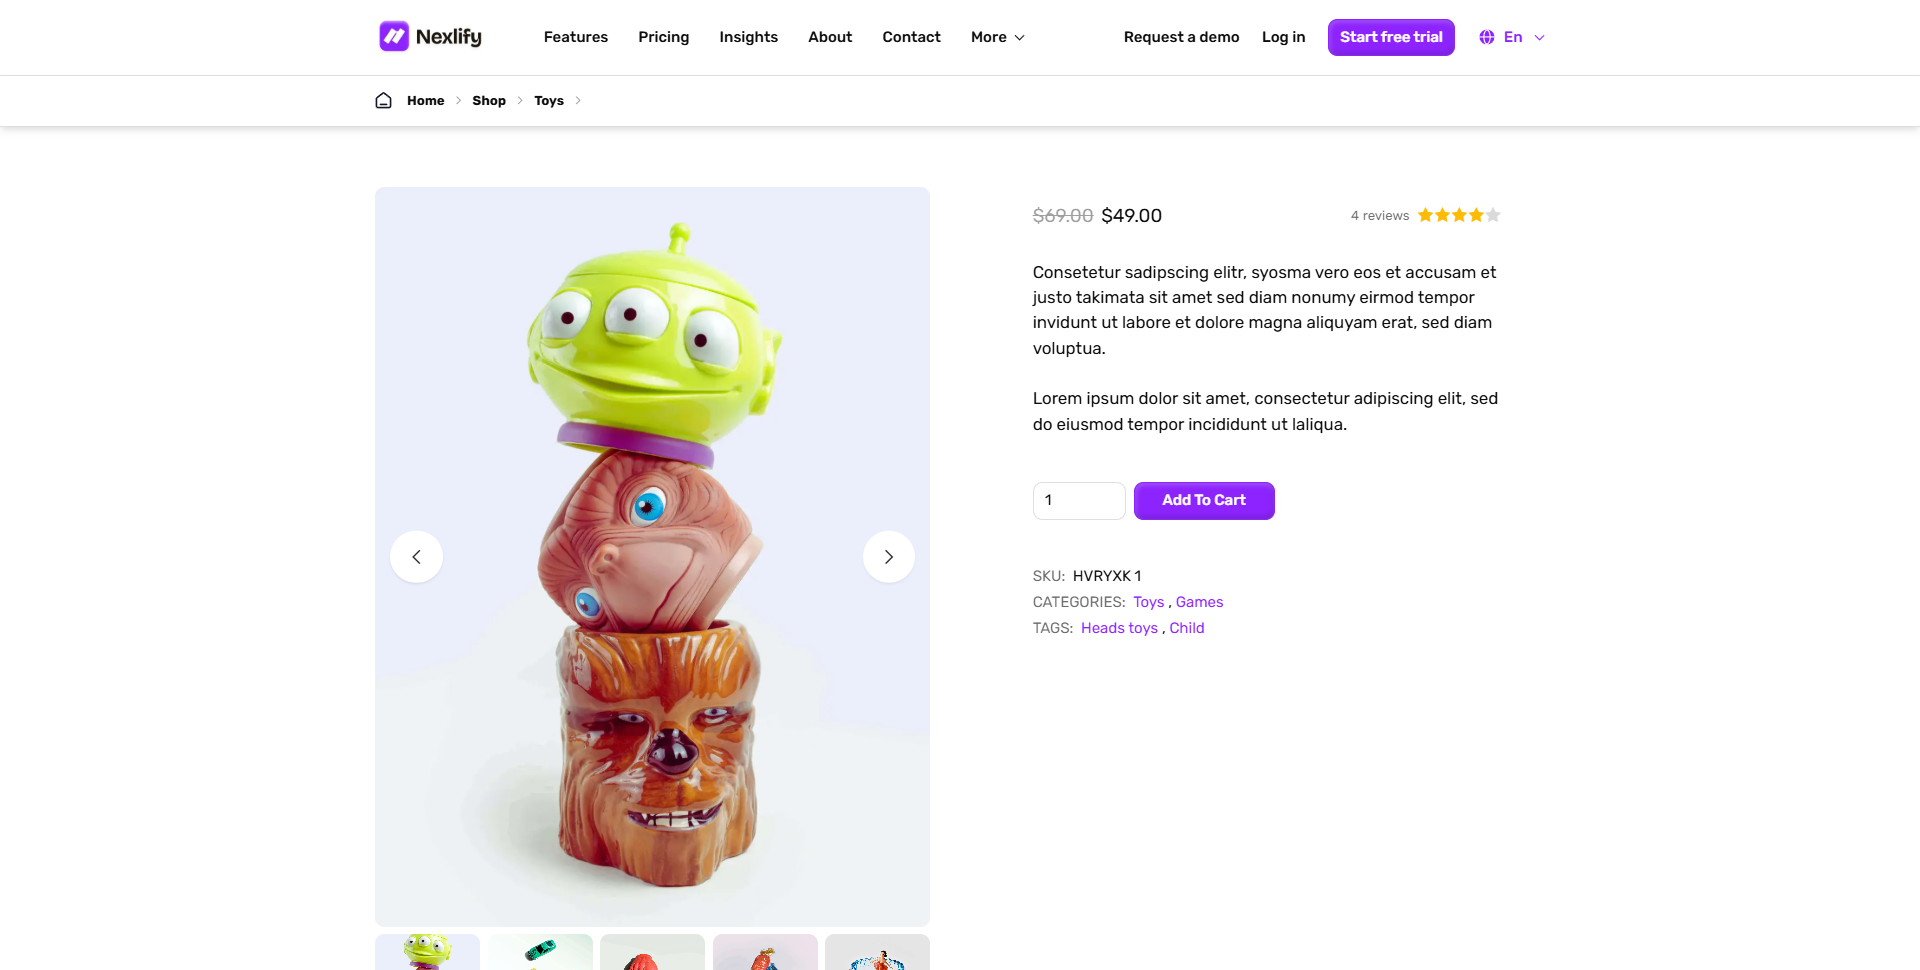 Nexlify
Features
Pricing
Insights
About
Contact
More
Request a demo
Log in
Start free trial
En
Home
Shop
Toys
$69.00 $49.00
4 reviews
Consetetur sadipscing elitr, syosma vero eos et accusam et
justo takimata sit amet sed diam nonumy eirmod tempor
invidunt ut labore et dolore magna aliquyam erat, sed diam
voluptua.
Lorem ipsum dolor sit amet, consectetur adipiscing elit, sed
do eiusmod tempor incididunt ut laliqua.
1
Add To Cart
SKU: HVRYXK 1
CATEGORIES: Toys , Games
TAGS: Heads toys , Child